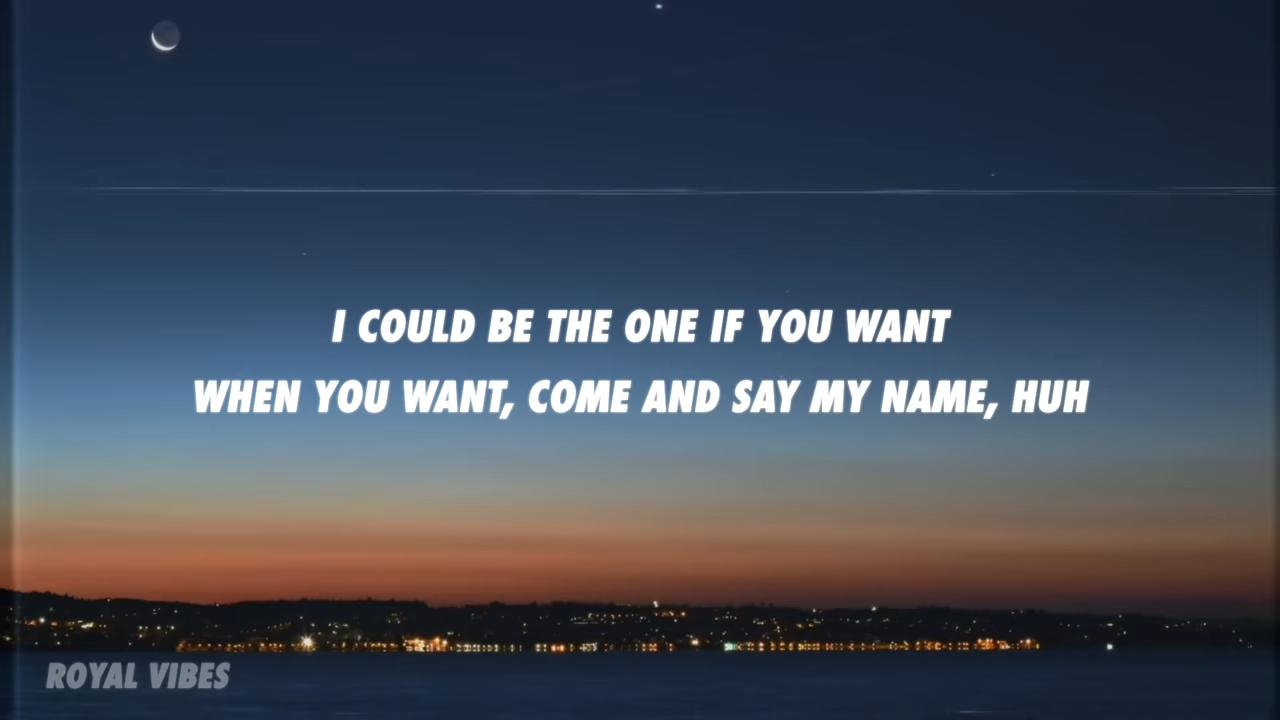 I COULD BE THE ONE IF YOU WANT
WHEN YOU WANT, COME AND SAY MY NAME, HUH
ROYAL VIBES